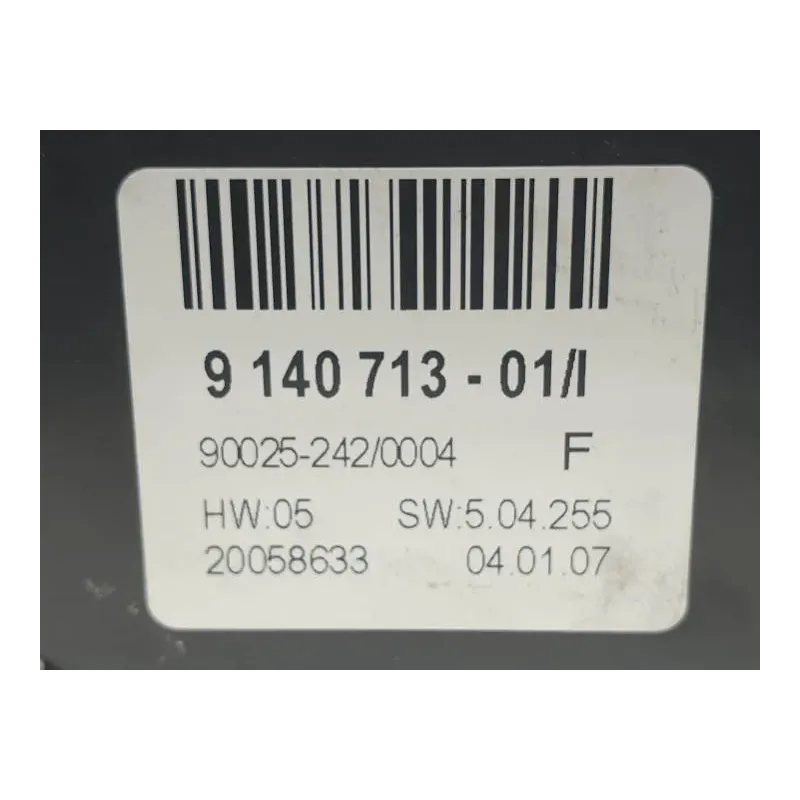 9 140 713 - 01/I
90025-242/0004 F
HW:05 SW:5.04.255
20058633 04.01.07